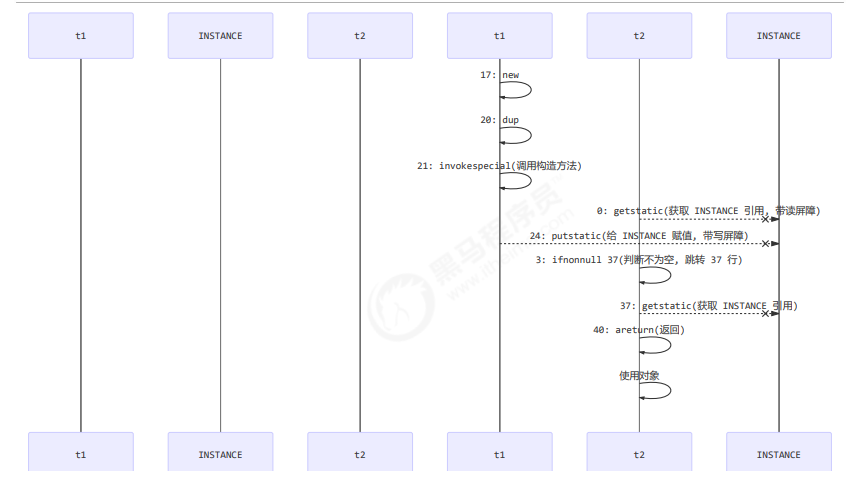 t1 INSTANCE t2 t1 t2 INSTANCE
17: new
20: dup
21: invokespecial(调用构造方法)
0: getstatic(获取 INSTANCE 引用, 带读屏障)
24: putstatic(给 INSTANCE 赋值, 带写屏障)
3: ifnonnull 37(判断不为空, 跳转 37 行)
37: getstatic(获取 INSTANCE 引用)
40: areturn(返回)
使用对象
t1 INSTANCE t2 t1 t2 INSTANCE
黑马程序员